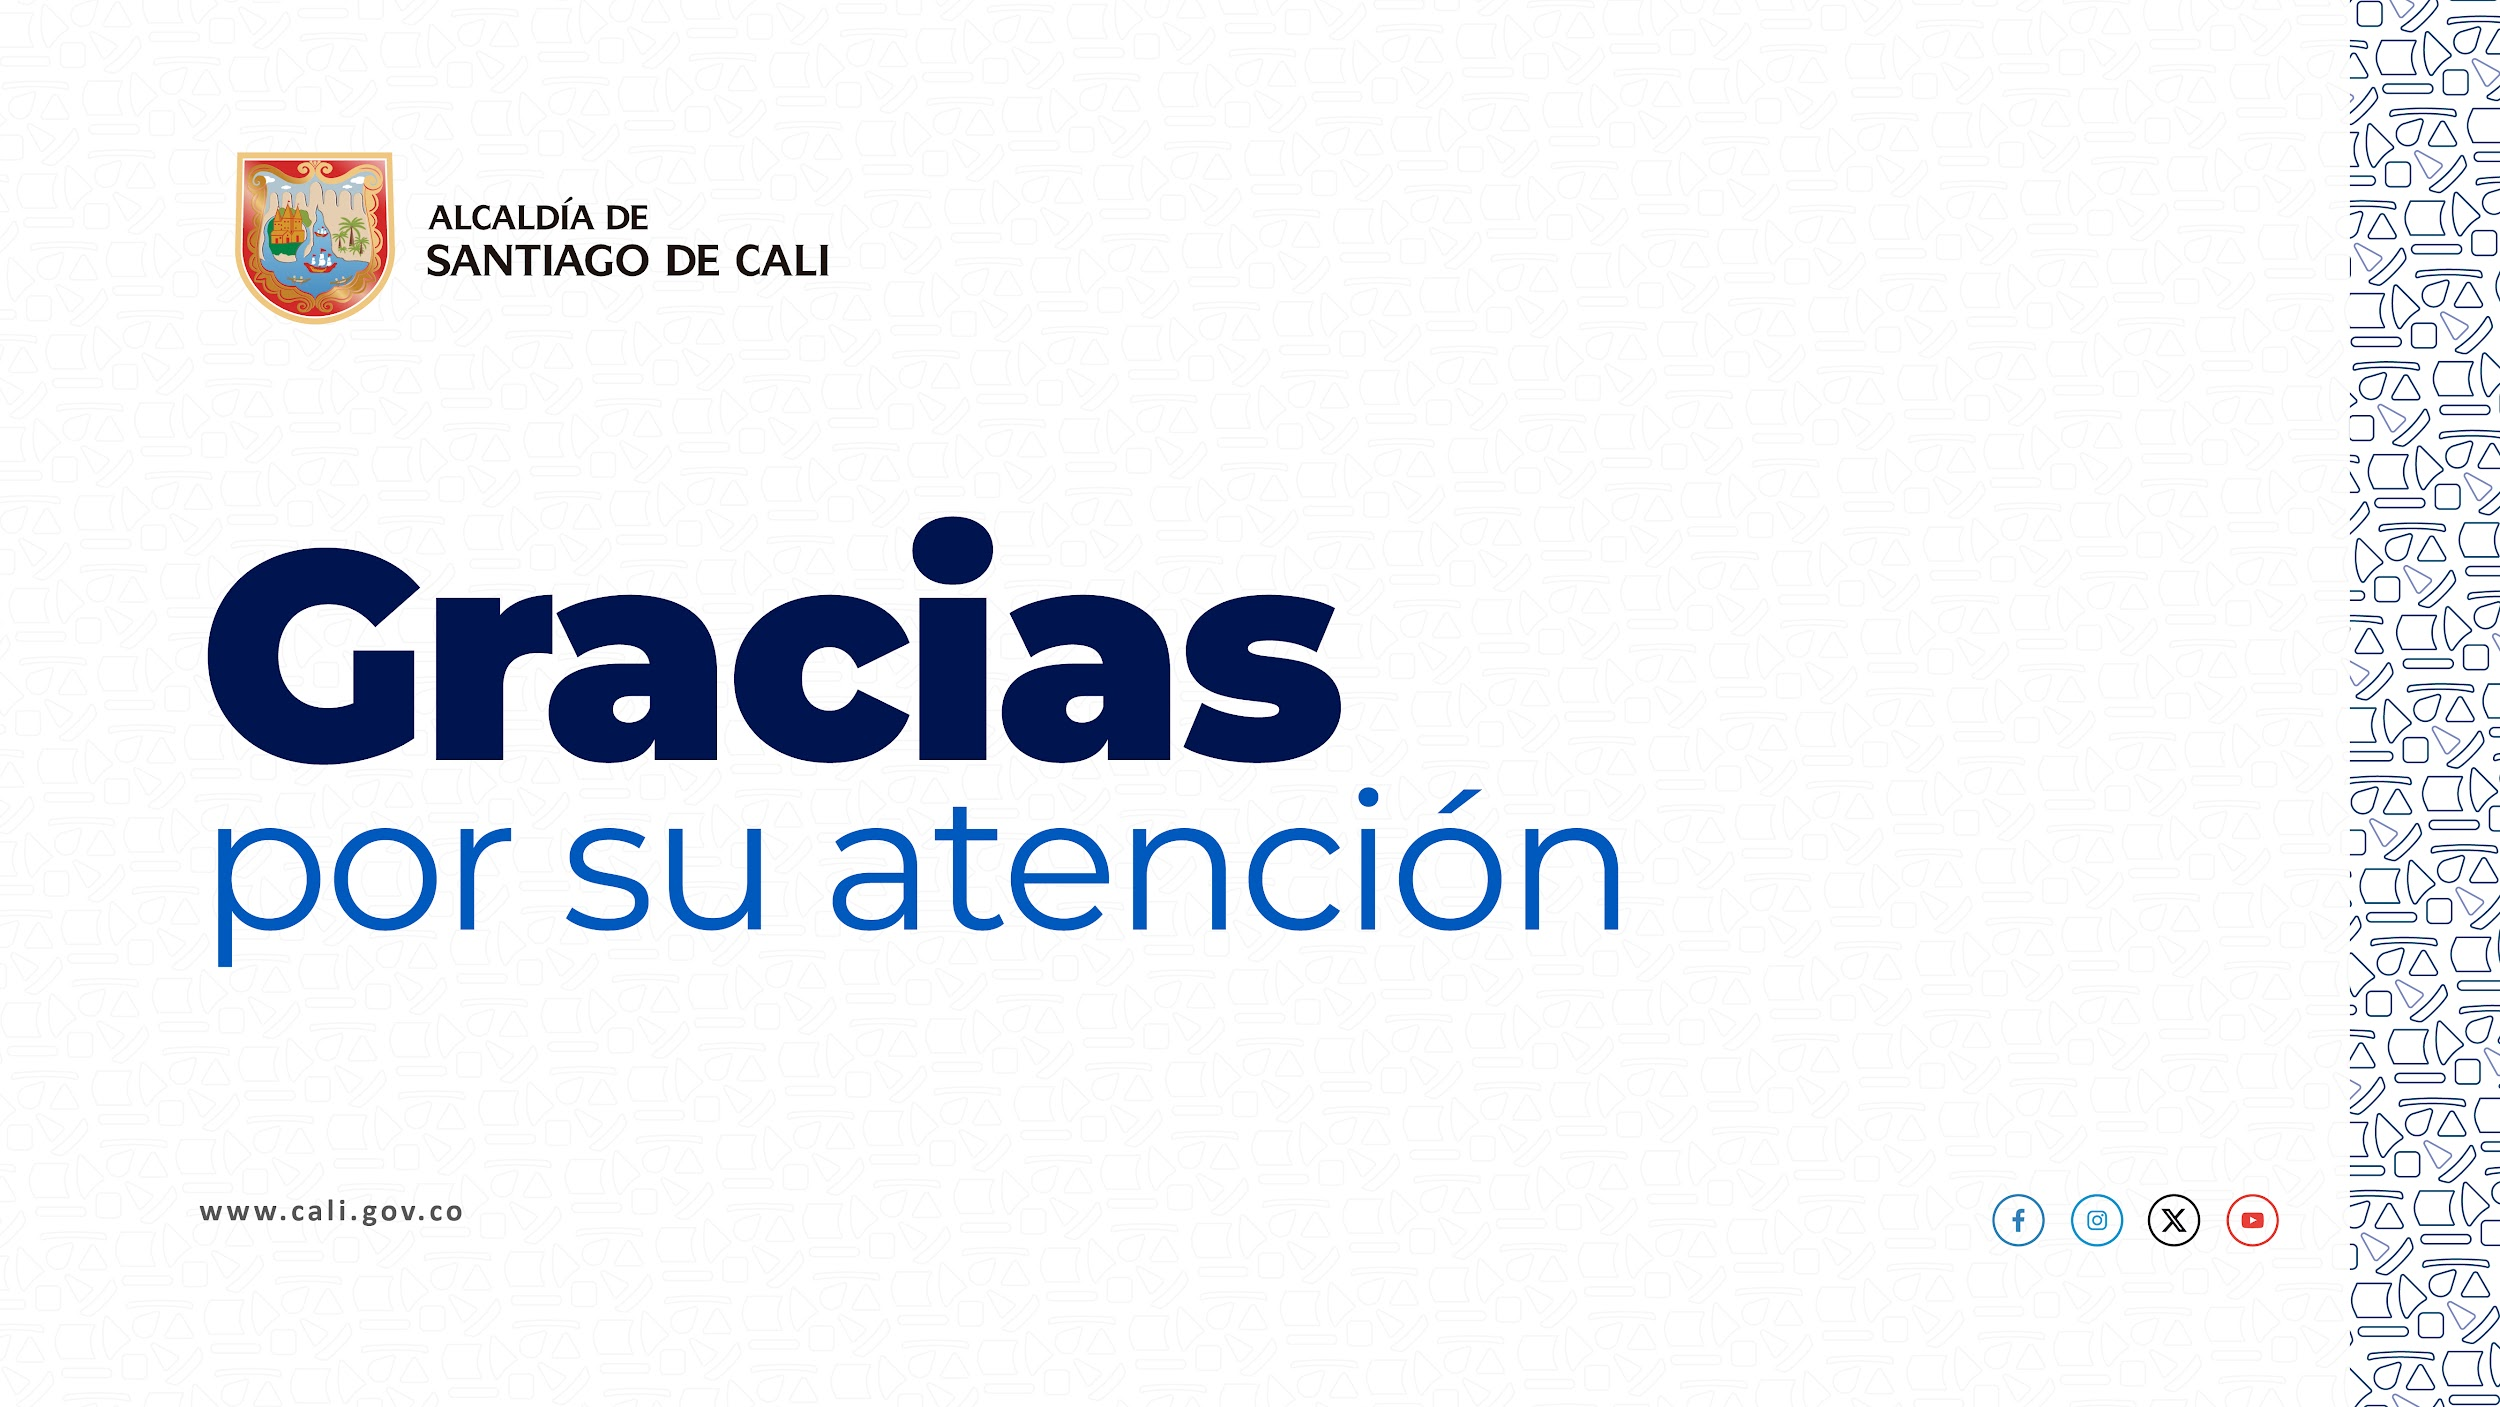 ALCALDÍA DE
SANTIAGO DE CALI
Gracias
por su atención
www.cali.gov.co